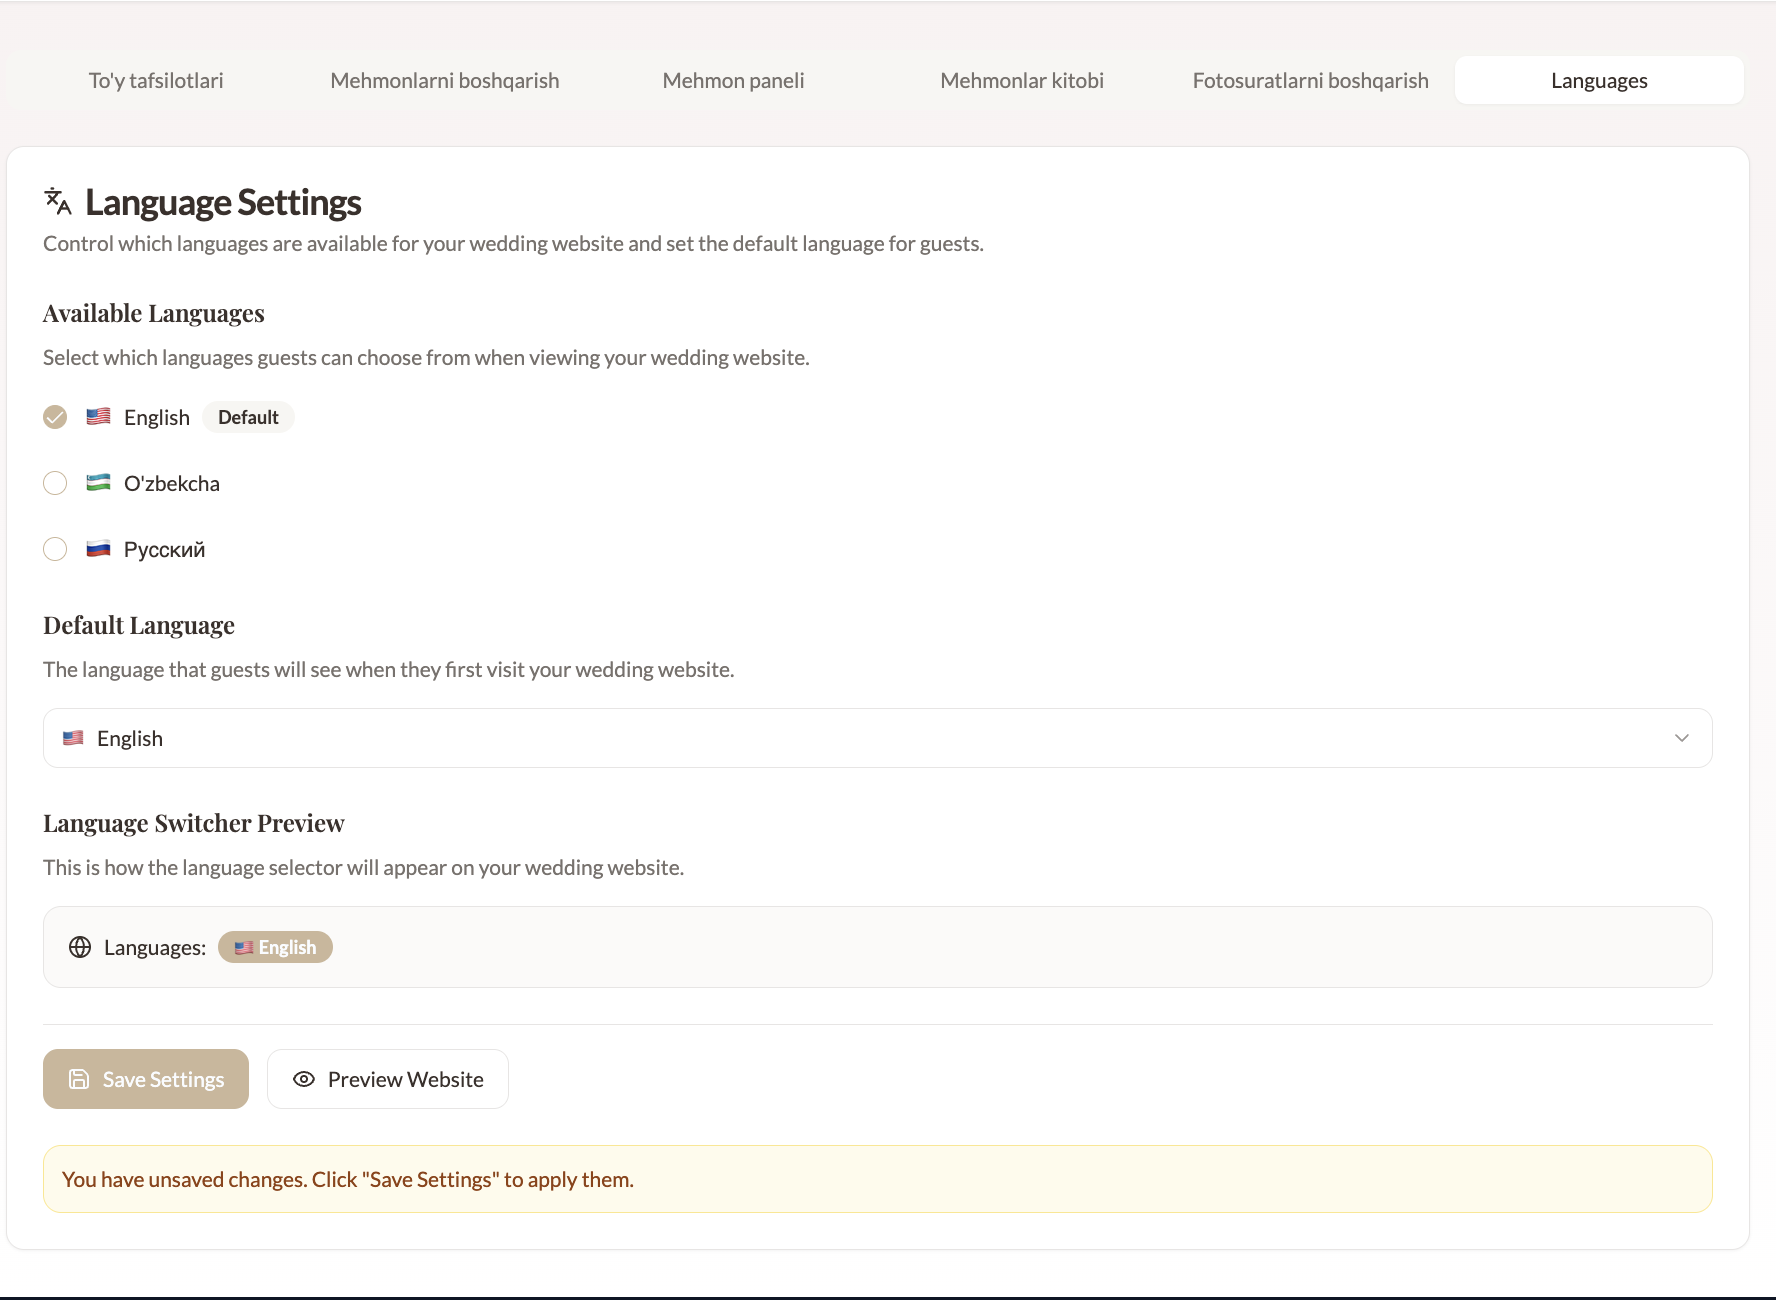 To'y tafsilotlari
Mehmonlarni boshqarish
Mehmon paneli
Mehmonlar kitobi
Fotosuratlarni boshqarish
Languages
Language Settings
Control which languages are available for your wedding website and set the default language for guests.
Available Languages
Select which languages guests can choose from when viewing your wedding website.
English Default
O'zbekcha
Русский
Default Language
The language that guests will see when they first visit your wedding website.
English
Language Switcher Preview
This is how the language selector will appear on your wedding website.
Languages: English
Save Settings
Preview Website
You have unsaved changes. Click "Save Settings" to apply them.